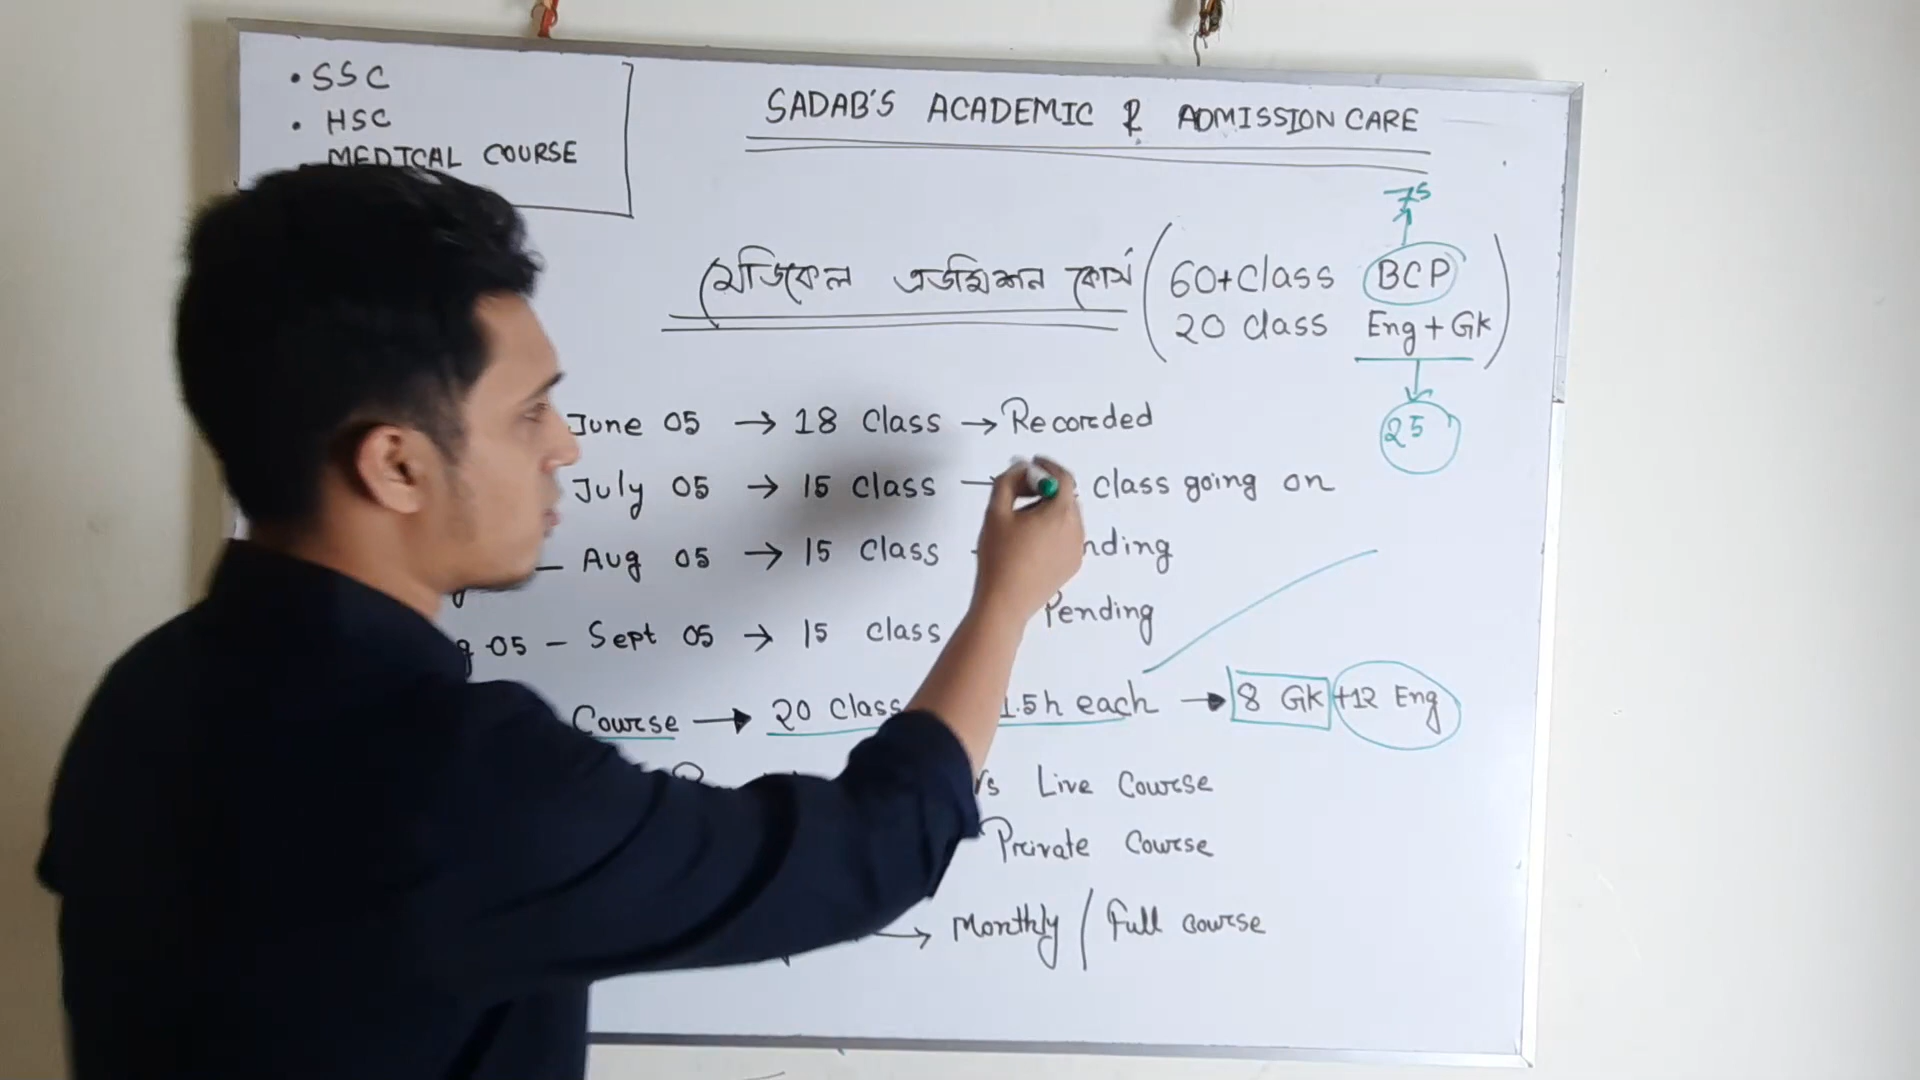 • SSC
• HSC
MEDICAL COURSE
SADAB'S ACADEMIC & ADMISSION CARE
75
মেডিকেল এডমিশন কোর্স (60+ Class BCP
20 class Eng + GK)
25
June 05 → 18 Class → Recorded
July 05 → 15 Class → class going on
– Aug 05 → 15 Class
05 – Sept 05 → 15 class Pending
Course → 20 Class 1.5h each → 8 GK +12 Eng
Live Course
Private Course
→ Monthly / Full course